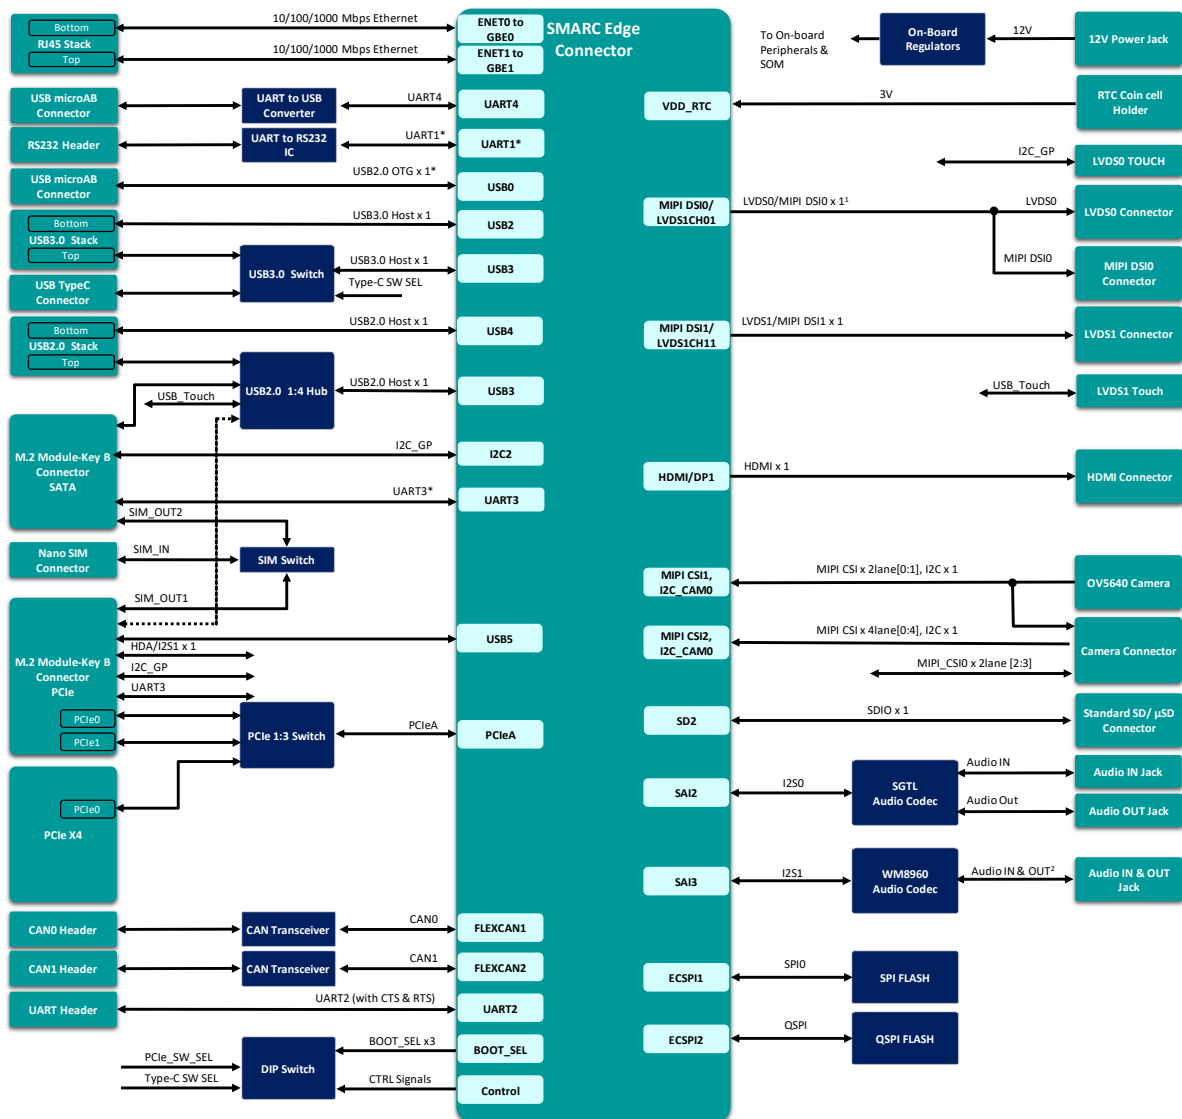 SMARC Edge
Connector
Bottom
RJ45 Stack
Top
10/100/1000 Mbps Ethernet
10/100/1000 Mbps Ethernet
ENET0 to
GBE0
ENET1 to
GBE1
USB microAB
Connector
UART to USB
Converter
UART4
UART4
RS232 Header
UART to RS232
IC
UART1*
UART1*
USB microAB
Connector
USB2.0 OTG x 1*
USB0
Bottom
USB3.0 Stack
Top
USB3.0 Host x 1
USB2
USB3.0 Switch
USB3.0 Host x 1
USB3
Type-C SW SEL
USB TypeC
Connector
Bottom
USB2.0 Stack
Top
USB2.0 Host x 1
USB4
USB2.0 1:4 Hub
USB2.0 Host x 1
USB3
USB_Touch
M.2 Module-Key B
Connector
SATA
I2C_GP
I2C2
UART3*
UART3
SIM_OUT2
Nano SIM
Connector
SIM_IN
SIM Switch
SIM_OUT1
M.2 Module-Key B
Connector
PCIe
PCIe0
PCIe1
USB5
HDA/I2S1 x 1
I2C_GP
UART3
PCIe 1:3 Switch
PCIeA
PCIeA
PCIe0
PCIe X4
CAN0 Header
CAN Transceiver
CAN0
FLEXCAN1
CAN1 Header
CAN Transceiver
CAN1
FLEXCAN2
UART Header
UART2 (with CTS & RTS)
UART2
PCIe_SW_SEL
Type-C SW SEL
DIP Switch
BOOT_SEL x3
BOOT_SEL
CTRL Signals
Control
To On-board
Peripherals &
SOM
On-Board
Regulators
12V
12V Power Jack
VDD_RTC
3V
RTC Coin cell
Holder
I2C_GP
LVDS0 TOUCH
MIPI DSI0/
LVDS1CH01
LVDS0/MIPI DSI0 x 1¹
LVDS0
LVDS0 Connector
MIPI DSI0
MIPI DSI0
Connector
MIPI DSI1/
LVDS1CH11
LVDS1/MIPI DSI1 x 1
LVDS1 Connector
USB_Touch
LVDS1 Touch
HDMI/DP1
HDMI x 1
HDMI Connector
MIPI CSI1,
I2C_CAM0
MIPI CSI x 2lane[0:1], I2C x 1
OV5640 Camera
MIPI CSI2,
I2C_CAM0
MIPI CSI x 4lane[0:4], I2C x 1
Camera Connector
MIPI_CSI0 x 2lane [2:3]
SD2
SDIO x 1
Standard SD/ µSD
Connector
SAI2
I2S0
SGTL
Audio Codec
Audio IN
Audio IN Jack
Audio Out
Audio OUT Jack
SAI3
I2S1
WM8960
Audio Codec
Audio IN & OUT²
Audio IN & OUT
Jack
ECSPI1
SPI0
SPI FLASH
ECSPI2
QSPI
QSPI FLASH